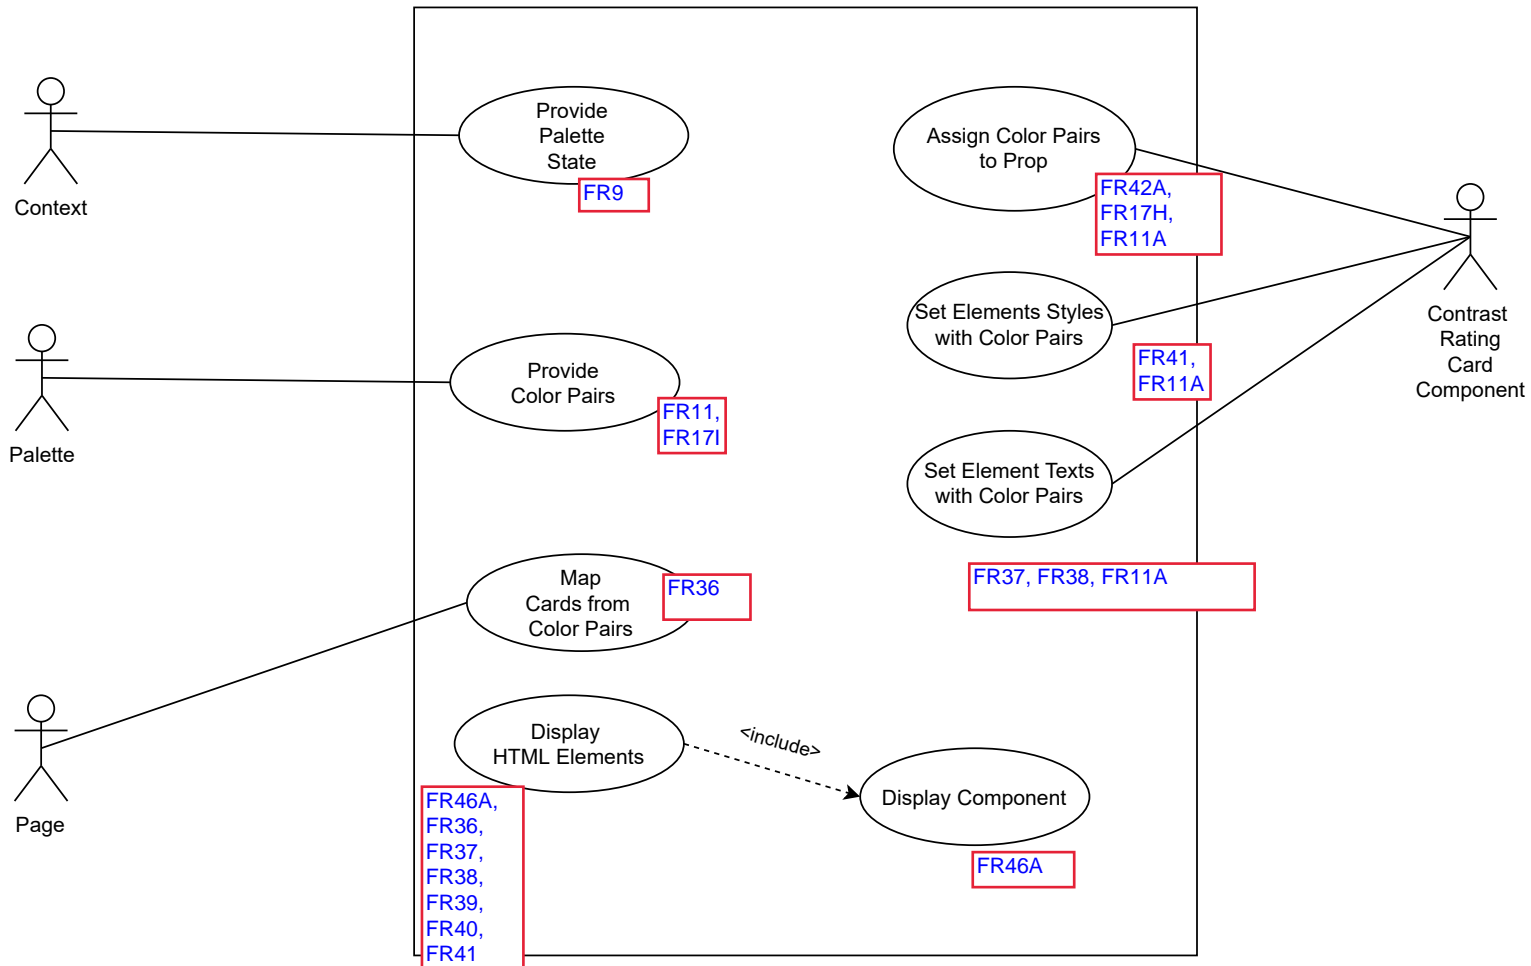 Provide
Palette
State
FR9
Context
Assign Color Pairs
to Prop
FR42A,
FR17H,
FR11A
Set Elements Styles
with Color Pairs
FR41,
FR11A
Contrast
Rating
Card
Component
Provide
Color Pairs
FR11,
FR17I
Palette
Set Element Texts
with Color Pairs
FR37, FR38, FR11A
Map
Cards from
Color Pairs
FR36
Display
HTML Elements
<include>
Display Component
FR46A
Page
FR46A,
FR36,
FR37,
FR38,
FR39,
FR40,
FR41